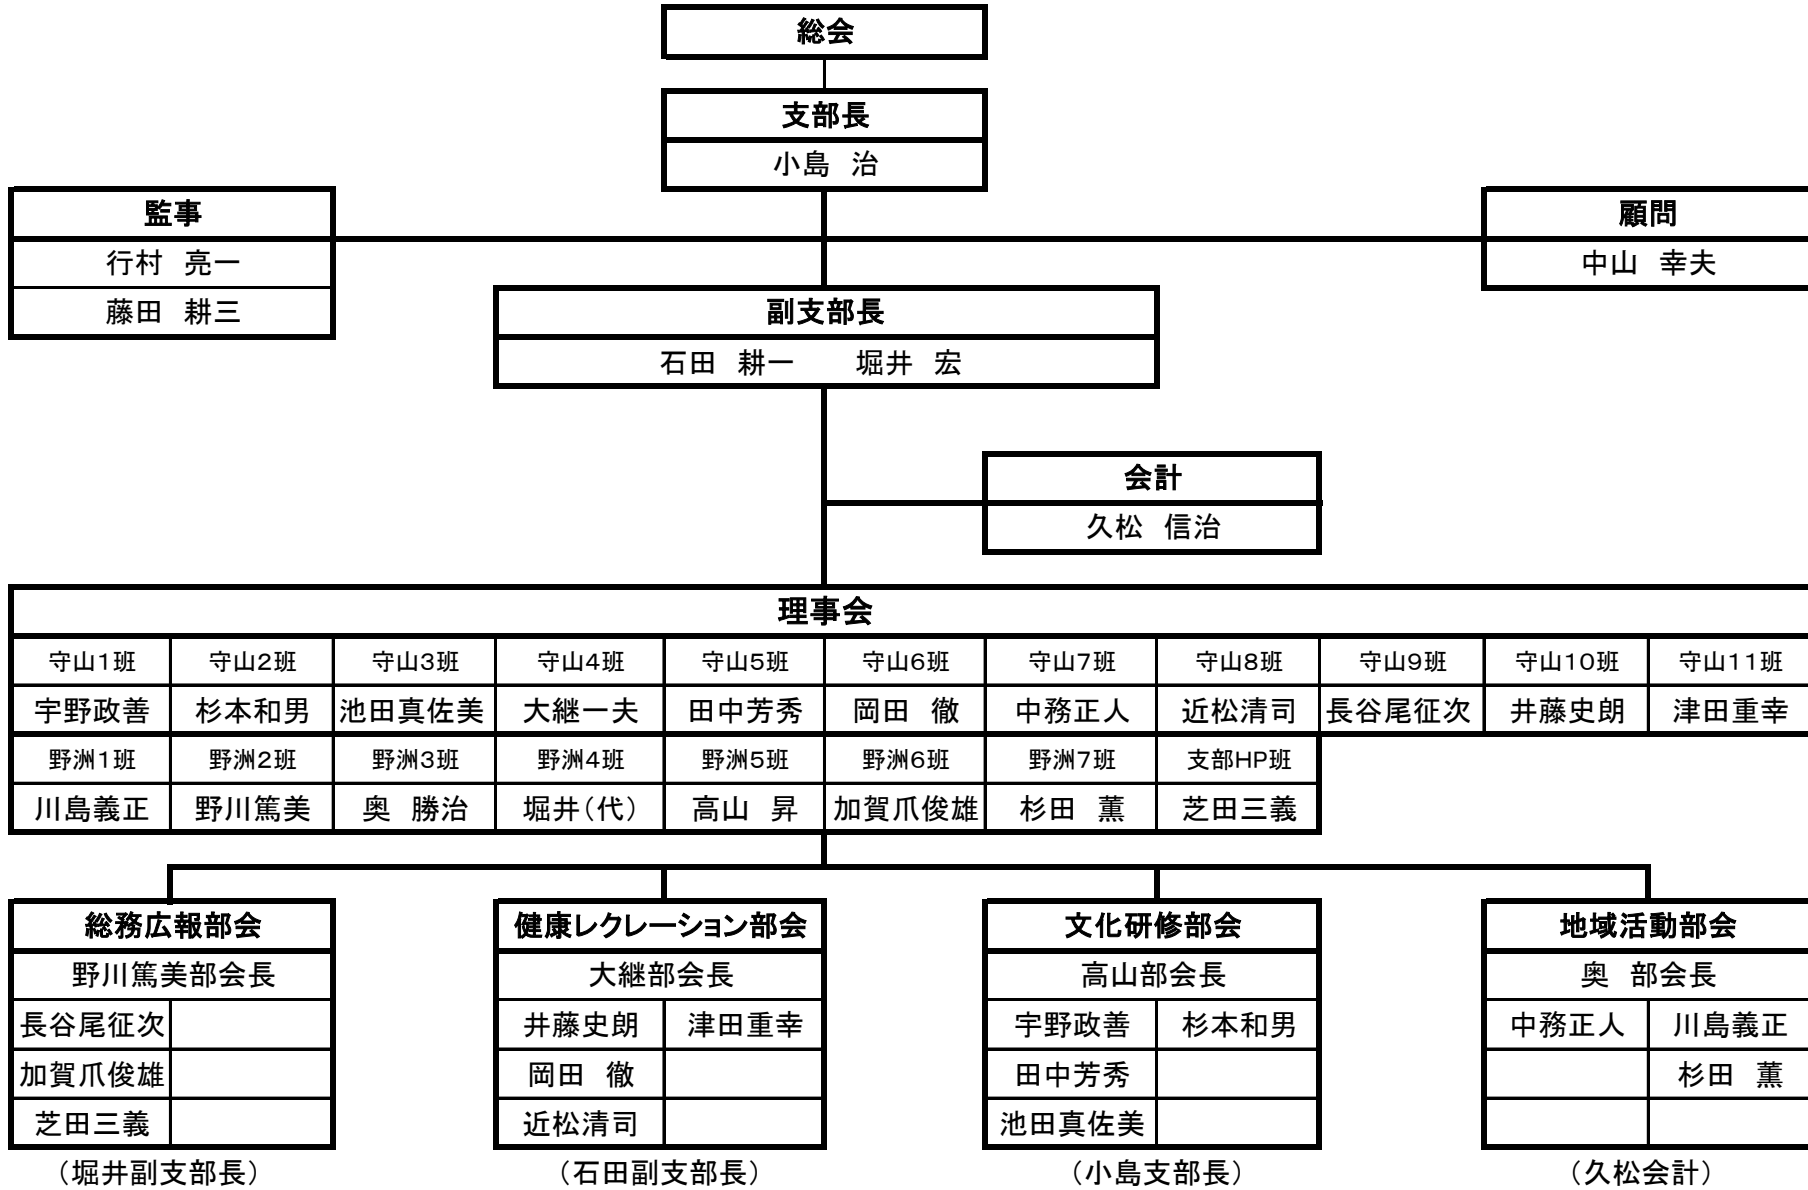 総会
支部長
小島 治
監事
行村 亮一
藤田 耕三
顧問
中山 幸夫
副支部長
石田 耕一 堀井 宏
会計
久松 信治
理事会
守山1班 守山2班 守山3班 守山4班 守山5班 守山6班 守山7班 守山8班 守山9班 守山10班 守山11班
宇野政善 杉本和男 池田真佐美 大継一夫 田中芳秀 岡田 徹 中務正人 近松清司 長谷尾征次 井藤史朗 津田重幸
野洲1班 野洲2班 野洲3班 野洲4班 野洲5班 野洲6班 野洲7班 支部HP班
川島義正 野川篤美 奥 勝治 堀井(代) 高山 昇 加賀爪俊雄 杉田 薫 芝田三義
総務広報部会
野川篤美部会長
長谷尾征次
加賀爪俊雄
芝田三義
(堀井副支部長)
健康レクレーション部会
大継部会長
井藤史朗 津田重幸
岡田 徹
近松清司
(石田副支部長)
文化研修部会
高山部会長
宇野政善 杉本和男
田中芳秀
池田真佐美
(小島支部長)
地域活動部会
奥 部会長
中務正人 川島義正
杉田 薫
(久松会計)